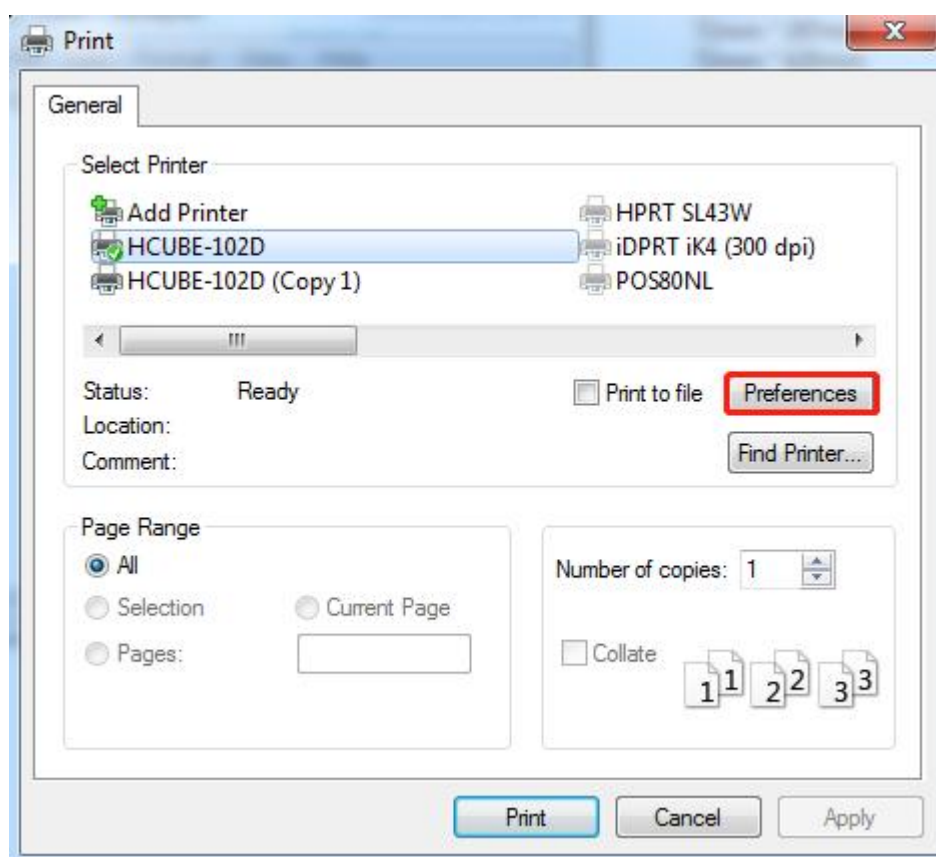 Print
General
Select Printer
Add Printer
HCUBE-102D
HCUBE-102D (Copy 1)
HPRT SL43W
iDPRT iK4 (300 dpi)
POS80NL
Status: Ready
Print to file
Preferences
Location:
Comment:
Find Printer...
Page Range
All
Selection
Current Page
Pages:
Number of copies: 1
Collate
1 1 2 2 3 3
Print
Cancel
Apply